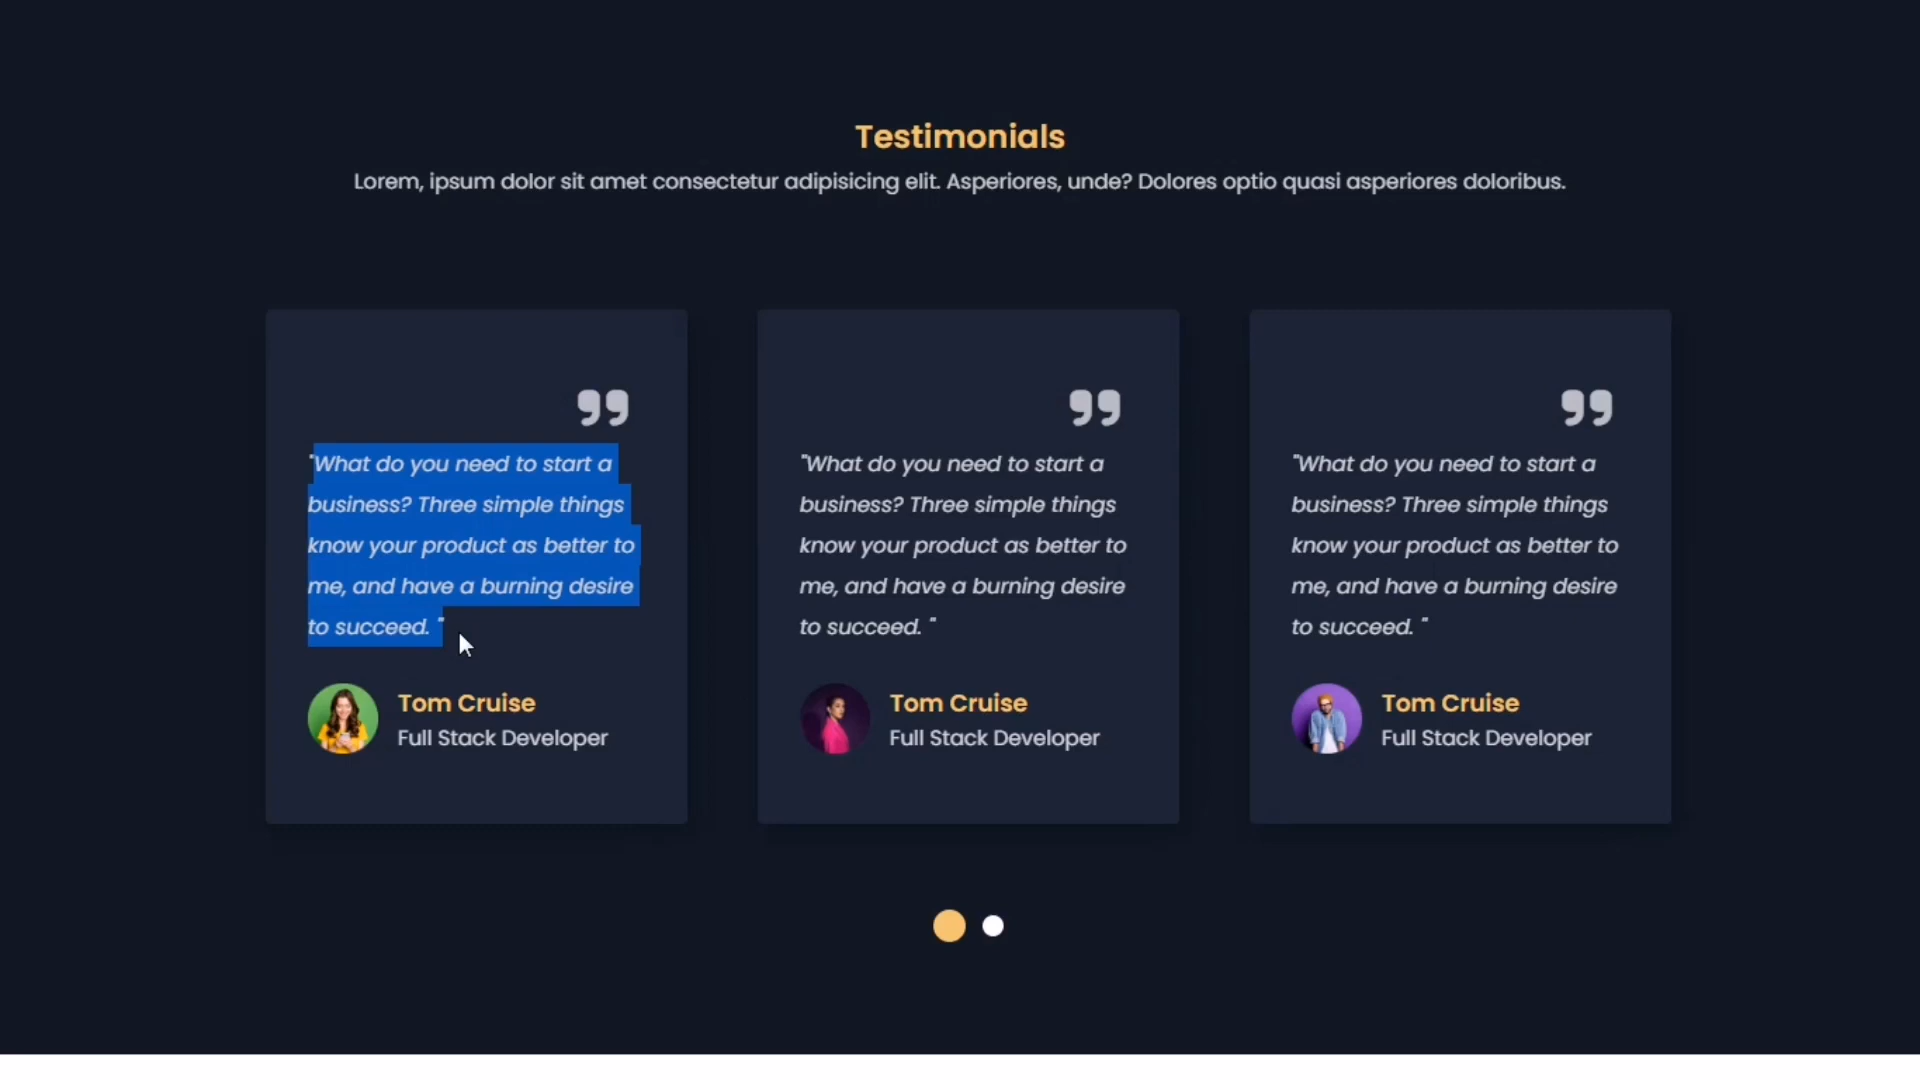 Testimonials
Lorem, ipsum dolor sit amet consectetur adipisicing elit. Asperiores, unde? Dolores optio quasi asperiores doloribus.
"What do you need to start a
business? Three simple things
know your product as better to
me, and have a burning desire
to succeed. "
Tom Cruise
Full Stack Developer
"What do you need to start a
business? Three simple things
know your product as better to
me, and have a burning desire
to succeed. "
Tom Cruise
Full Stack Developer
"What do you need to start a
business? Three simple things
know your product as better to
me, and have a burning desire
to succeed. "
Tom Cruise
Full Stack Developer